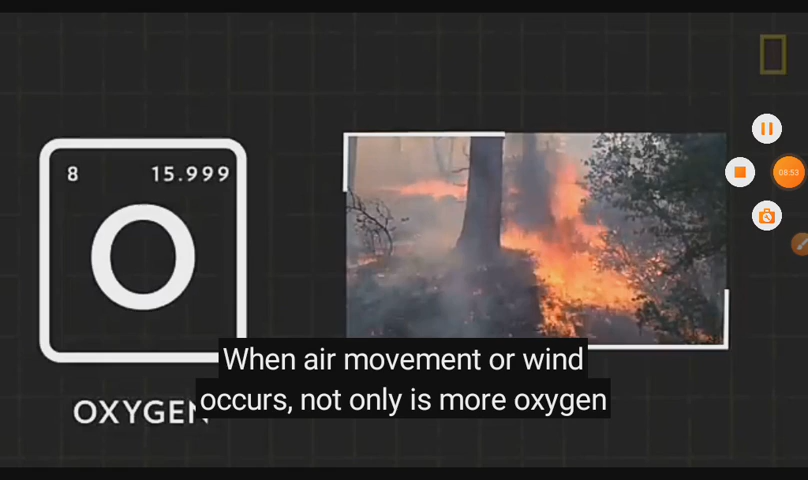 8 15.999
O
OXYGEN
When air movement or wind
occurs, not only is more oxygen
08:53